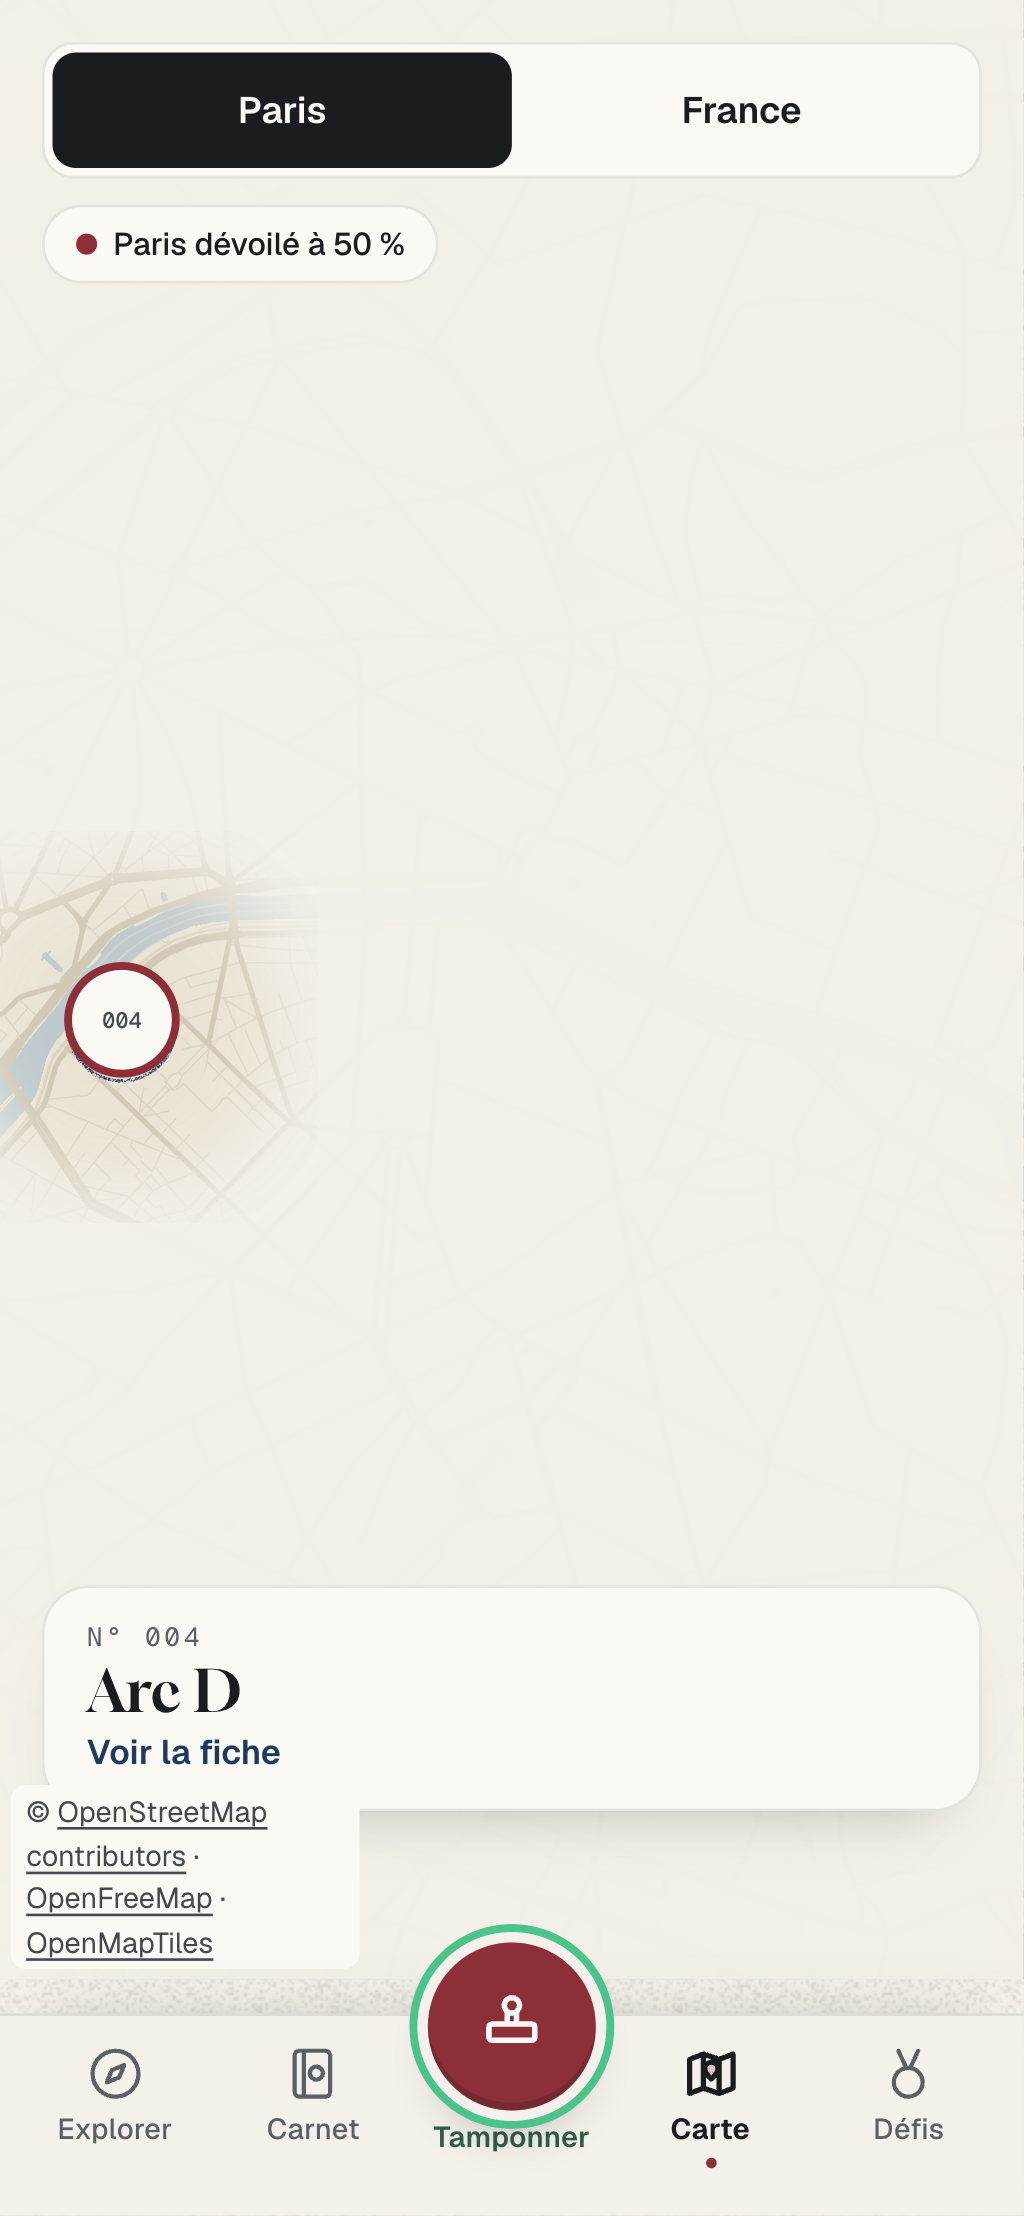 Paris
France
Paris dévoilé à 50 %
004
N° 004
Arc D
Voir la fiche
© OpenStreetMap
contributors ·
OpenFreeMap ·
OpenMapTiles
Explorer
Carnet
Tamponner
Carte
Défis